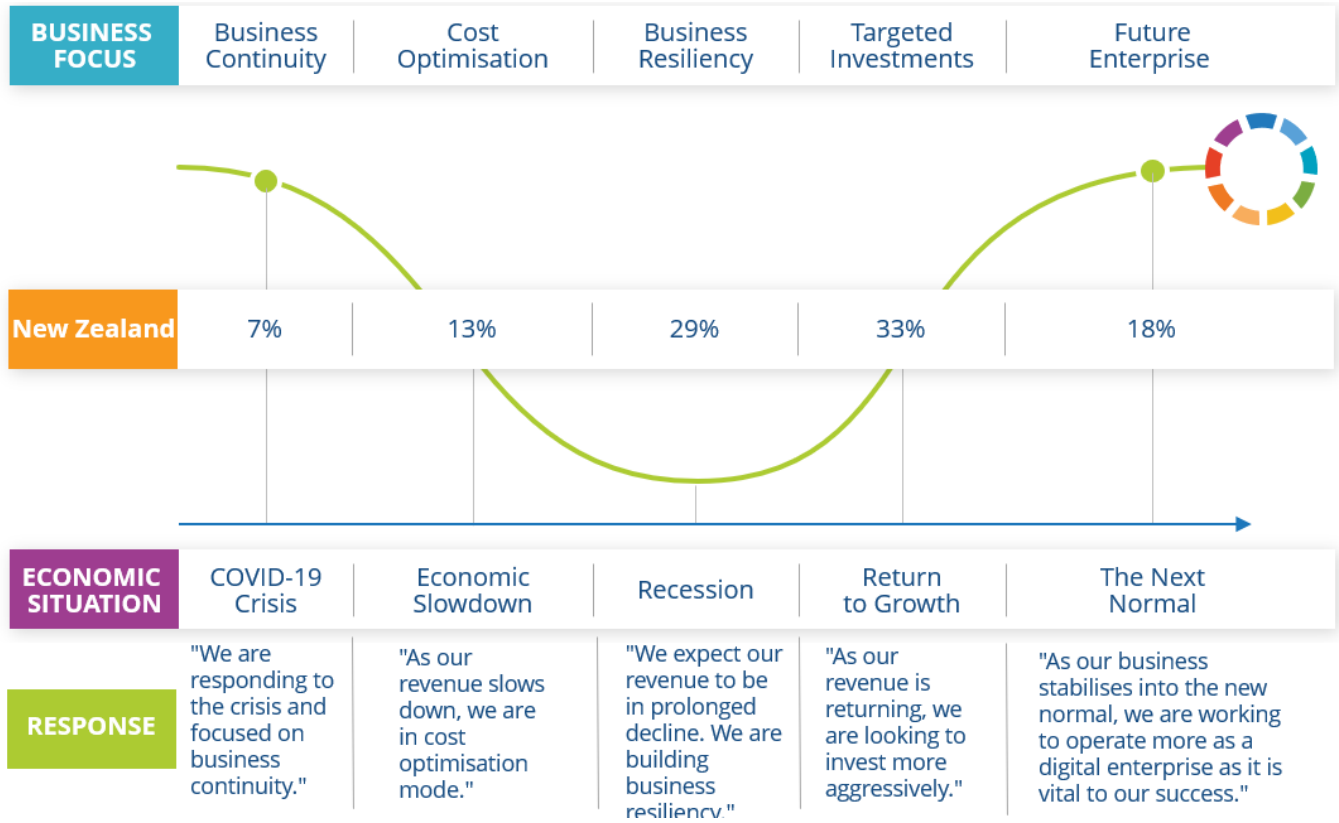 BUSINESS
FOCUS
Business
Continuity
Cost
Optimisation
Business
Resiliency
Targeted
Investments
Future
Enterprise
New Zealand
7%
13%
29%
33%
18%
ECONOMIC
SITUATION
COVID-19
Crisis
Economic
Slowdown
Recession
Return
to Growth
The Next
Normal
RESPONSE
"We are
responding to
the crisis and
focused on
business
continuity."
"As our
revenue slows
down, we are
in cost
optimisation
mode."
"We expect our
revenue to be
in prolonged
decline. We are
building
business
resiliency."
"As our
revenue is
returning, we
are looking to
invest more
aggressively."
"As our business
stabilises into the new
normal, we are working
to operate more as a
digital enterprise as it is
vital to our success."